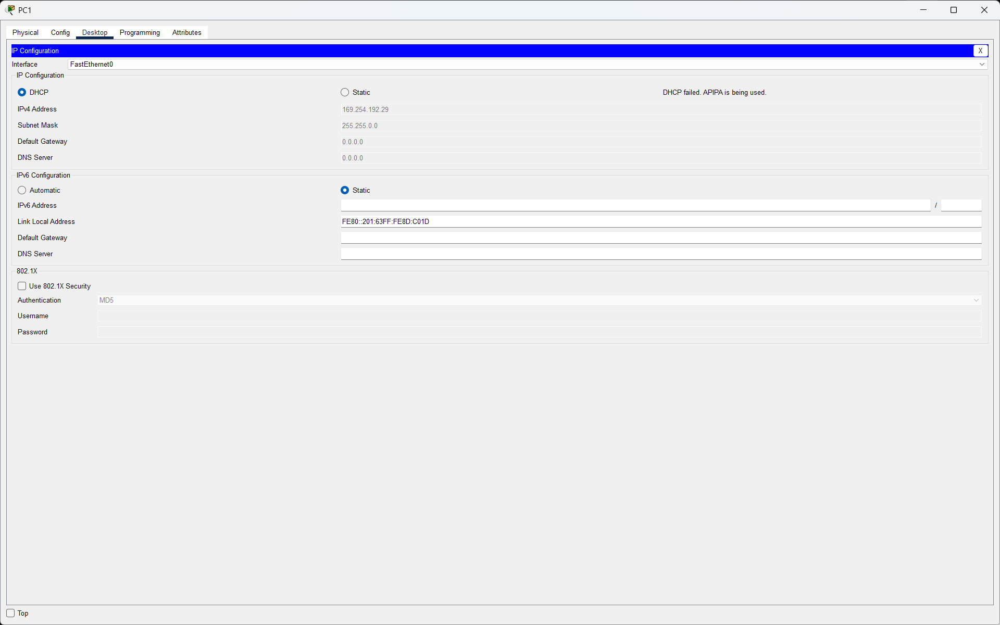 PC1
Physical Config Desktop Programming Attributes
IP Configuration X
Interface FastEthernet0
IP Configuration
DHCP Static DHCP failed. APIPA is being used.
IPv4 Address 169.254.192.29
Subnet Mask 255.255.0.0
Default Gateway 0.0.0.0
DNS Server 0.0.0.0
IPv6 Configuration
Automatic Static
IPv6 Address /
Link Local Address FE80::201:63FF:FE8D:C01D
Default Gateway
DNS Server
802.1X
Use 802.1X Security
Authentication MD5
Username
Password
Top